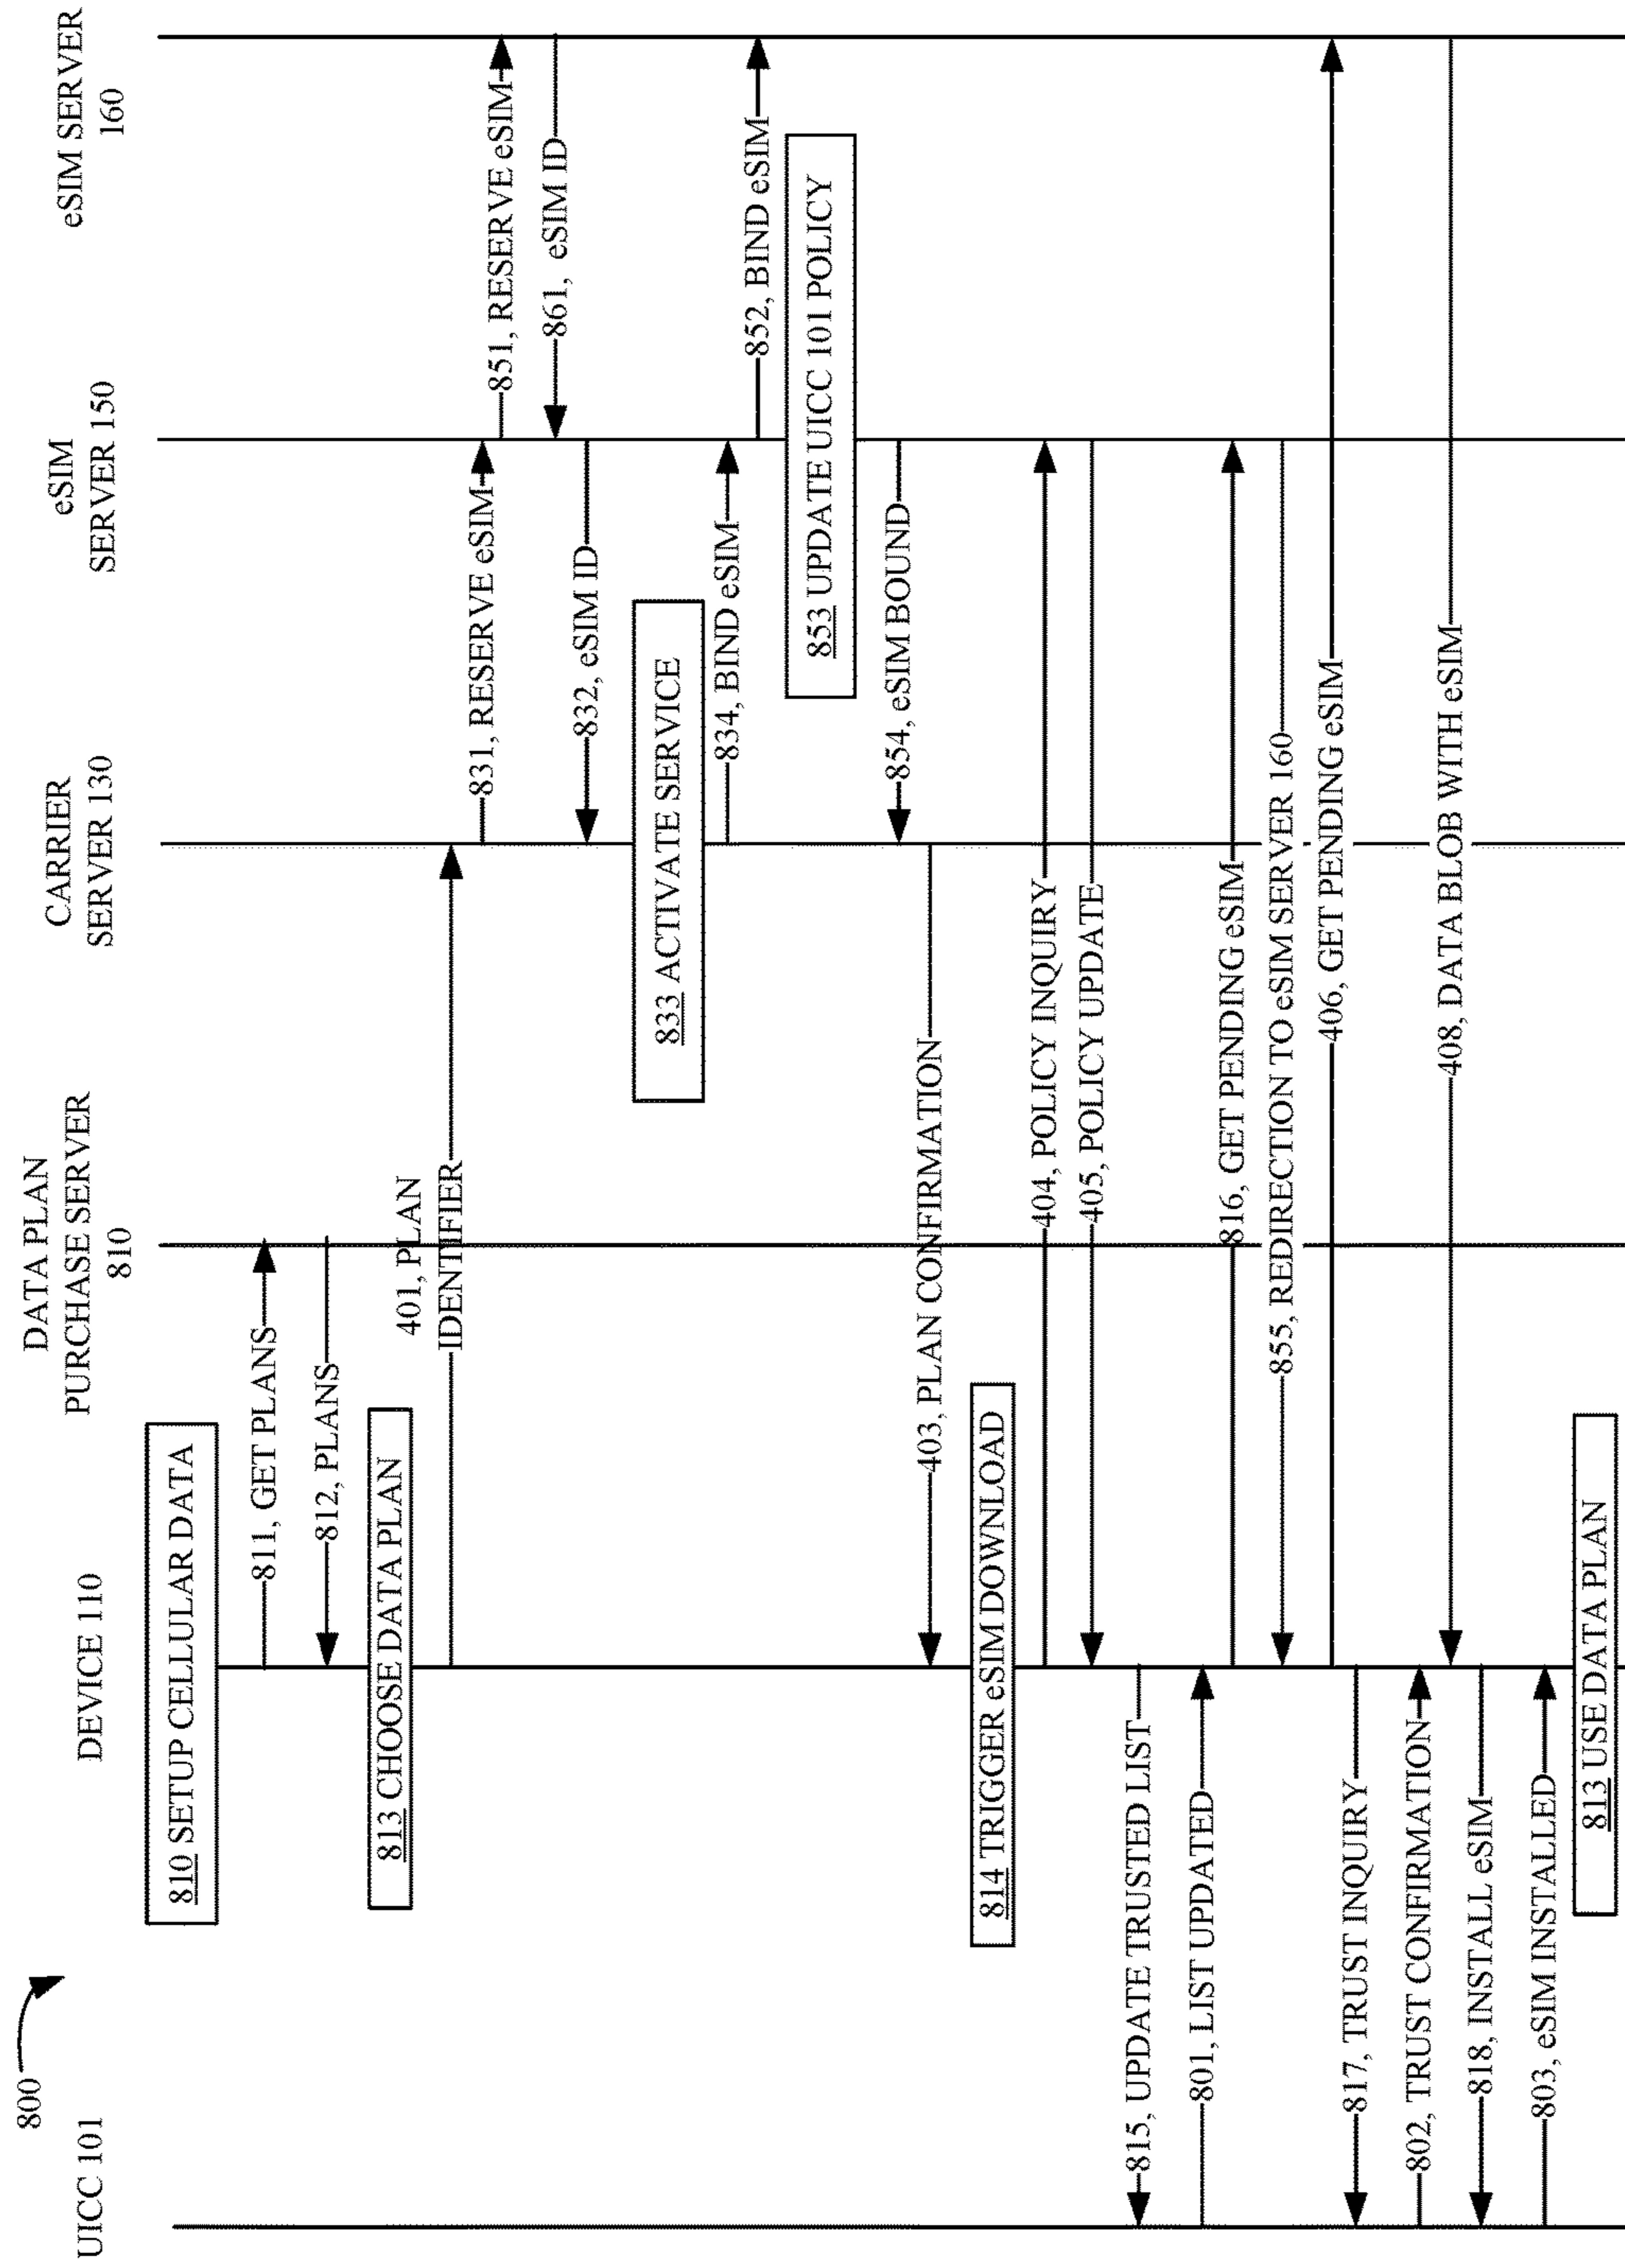 800
UICC 101
DEVICE 110
DATA PLAN
PURCHASE SERVER
810
CARRIER
SERVER 130
eSIM
SERVER 150
eSIM SERVER
160
810 SETUP CELLULAR DATA
811, GET PLANS
812, PLANS
813 CHOOSE DATA PLAN
401, PLAN
IDENTIFIER
831, RESERVE eSIM
851, RESERVE eSIM
861, eSIM ID
832, eSIM ID
833 ACTIVATE SERVICE
834, BIND eSIM
852, BIND eSIM
853 UPDATE UICC 101 POLICY
854, eSIM BOUND
403, PLAN CONFIRMATION
814 TRIGGER eSIM DOWNLOAD
404, POLICY INQUIRY
405, POLICY UPDATE
815, UPDATE TRUSTED LIST
801, LIST UPDATED
816, GET PENDING eSIM
855, REDIRECTION TO eSIM SERVER 160
406, GET PENDING eSIM
817, TRUST INQUIRY
802, TRUST CONFIRMATION
408, DATA BLOB WITH eSIM
818, INSTALL eSIM
803, eSIM INSTALLED
813 USE DATA PLAN